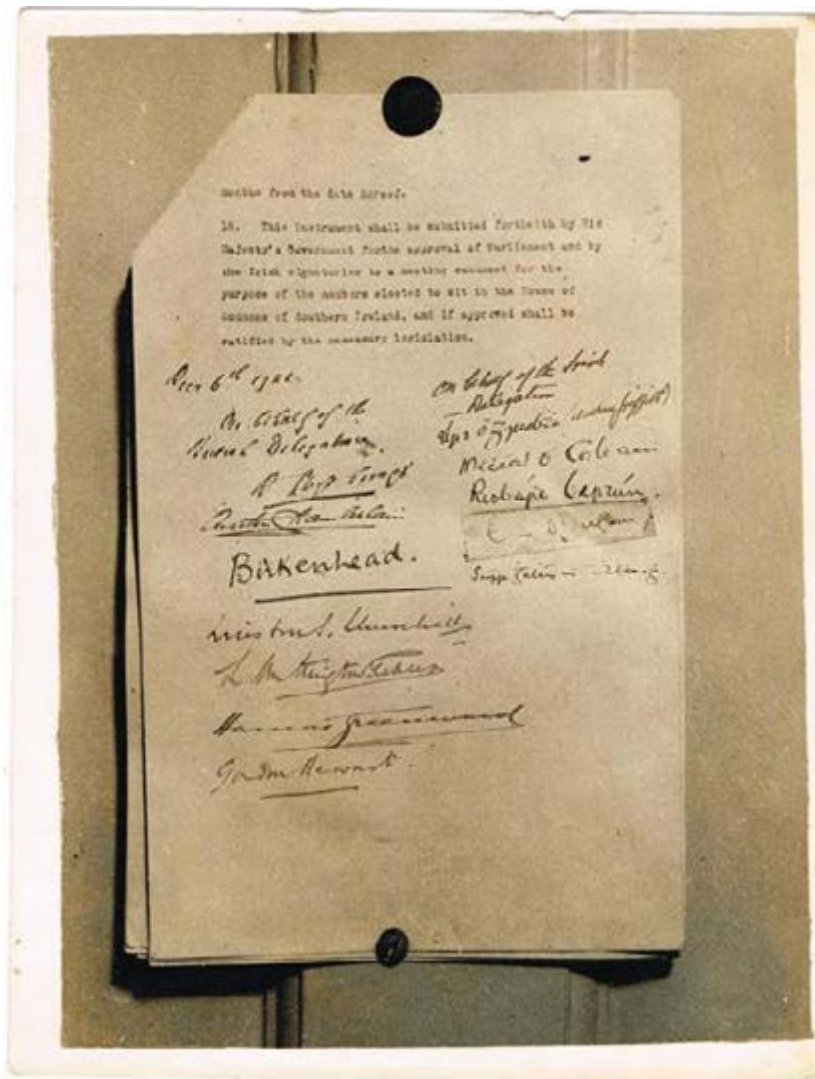 months from the date hereof.
18. This instrument shall be submitted forthwith by His
Majesty's Government for the approval of Parliament and by
the Irish signatories to a meeting summoned for the
purpose of the members elected to sit in the House of
Commons of Southern Ireland, and if approved shall be
ratified by the necessary legislation.
Decr 6th 1921.
On behalf of the
British Delegation.
D Lloyd George
Austen Chamberlain
Birkenhead.
Winston S. Churchill
L Worthington-Evans
Hamar Greenwood
Gordon Hewart.
On behalf of the Irish
Delegation
Art Ó Gríobhtha
Mícheál Ó
Riobárd